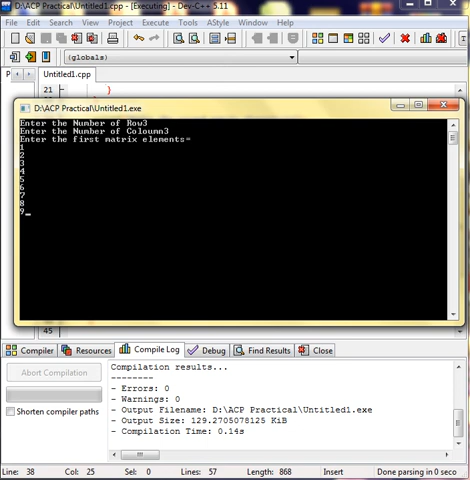 D:\ACP Practical\Untitled1.cpp - [Executing] - Dev-C++ 5.11
File Edit Search View Project Execute Tools AStyle Window Help
(globals)
Untitled1.cpp
21 }
D:\ACP Practical\Untitled1.exe
Enter the Number of Row3
Enter the Number of Coloumn3
Enter the first matrix elements=
1
2
3
4
5
6
7
8
9_
45
Compiler Resources Compile Log Debug Find Results Close
Abort Compilation
Shorten compiler paths
Compilation results...
--------
- Errors: 0
- Warnings: 0
- Output Filename: D:\ACP Practical\Untitled1.exe
- Output Size: 129.2705078125 KiB
- Compilation Time: 0.14s
Line: 38 Col: 25 Sel: 0 Lines: 57 Length: 868 Insert Done parsing in 0 seco